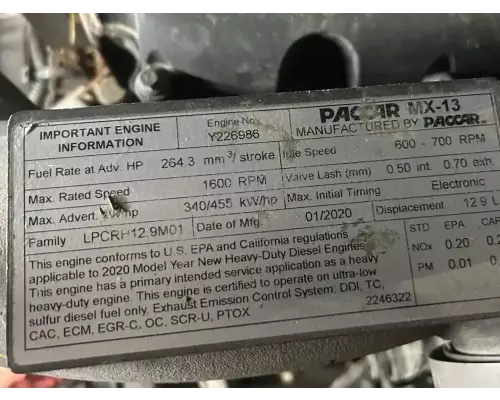 IMPORTANT ENGINE INFORMATION
Engine No. Y226986
PACCAR MX-13
MANUFACTURED BY PACCAR
Fuel Rate at Adv. HP 264.3 mm³/stroke
Idle Speed 600 - 700 RPM
Max. Rated Speed 1600 RPM
Valve Lash (mm) 0.50 int. 0.70 exh.
Max. Advert. kW/hp 340/455 kW/hp
Max. Initial Timing Electronic
Family LPCRH12.9M01
Date of Mfg. 01/2020
Displacement 12.9 L
This engine conforms to U.S. EPA and California regulations
applicable to 2020 Model Year New Heavy-Duty Diesel Engines.
This engine has a primary intended service application as a heavy
heavy-duty engine. This engine is certified to operate on ultra-low
sulfur diesel fuel only. Exhaust Emission Control System: DDI, TC,
CAC, ECM, EGR-C, OC, SCR-U, PTOX
2246322
STD EPA
NOx 0.20
PM 0.01